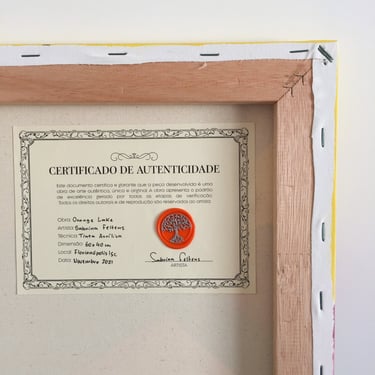 CERTIFICADO DE AUTENTICIDADE
Este documento certifica e garante que a peça desenvolvida é uma
obra de arte autêntica, única e original. A obra apresenta o padrão
de excelência gerado por todas as etapas de verificação.
Todos os direitos autorais e de reprodução são reservados ao artista.
Obra: Orange Lake
Artista: Sabrina Feltens
Técnica: Tinta Acrílica
Dimensão: 60x40 cm
Local: Florianópolis/SC
Data: Novembro 2021
Sabrina Feltens
ARTISTA